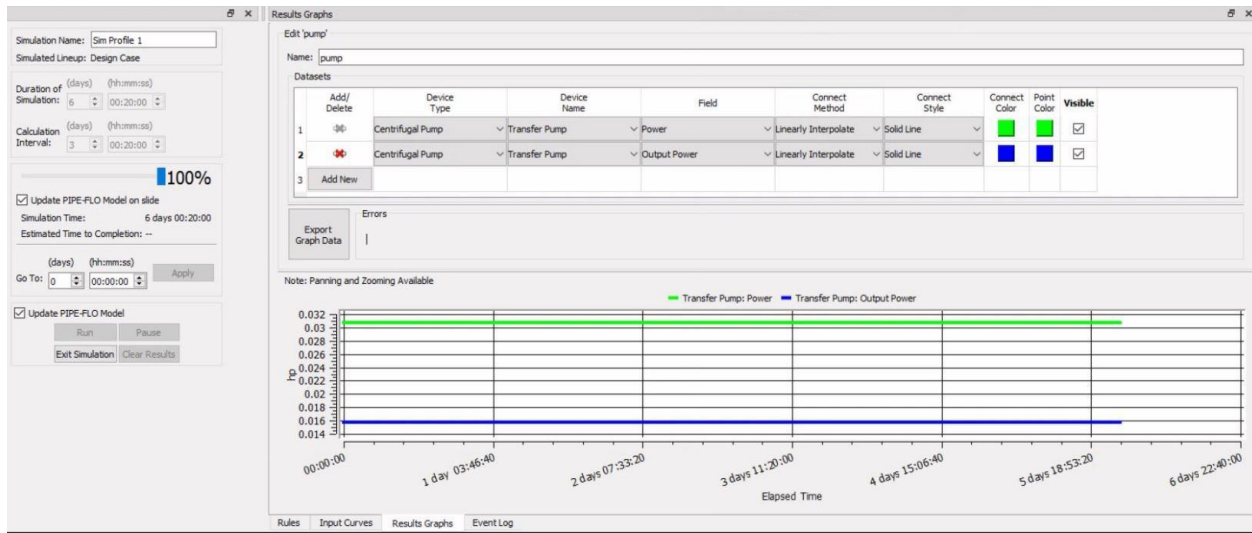 Simulation Name: Sim Profile 1
Simulated Lineup: Design Case
Duration of Simulation: (days) (hh:mm:ss)
6 00:20:00
Calculation Interval: (days) (hh:mm:ss)
3 00:20:00
100%
Update PIPE-FLO Model on slide
Simulation Time: 6 days 00:20:00
Estimated Time to Completion: --
(days) (hh:mm:ss)
Go To: 0 00:00:00 Apply
Update PIPE-FLO Model
Run Pause
Exit Simulation Clear Results
Results Graphs
Edit 'pump'
Name: pump
Datasets
Add/Delete Device Type Device Name Field Connect Method Connect Style Connect Color Point Color Visible
1 Centrifugal Pump Transfer Pump Power Linearly Interpolate Solid Line
2 Centrifugal Pump Transfer Pump Output Power Linearly Interpolate Solid Line
3 Add New
Export Graph Data
Errors
Note: Panning and Zooming Available
Transfer Pump: Power Transfer Pump: Output Power
0.032
0.03
0.028
0.026
0.024
0.022
0.02
0.018
0.016
0.014
hp
00:00:00 1 day 03:46:40 2 days 07:33:20 3 days 11:20:00 4 days 15:06:40 5 days 18:53:20 6 days 22:40:00
Elapsed Time
Rules Input Curves Results Graphs Event Log